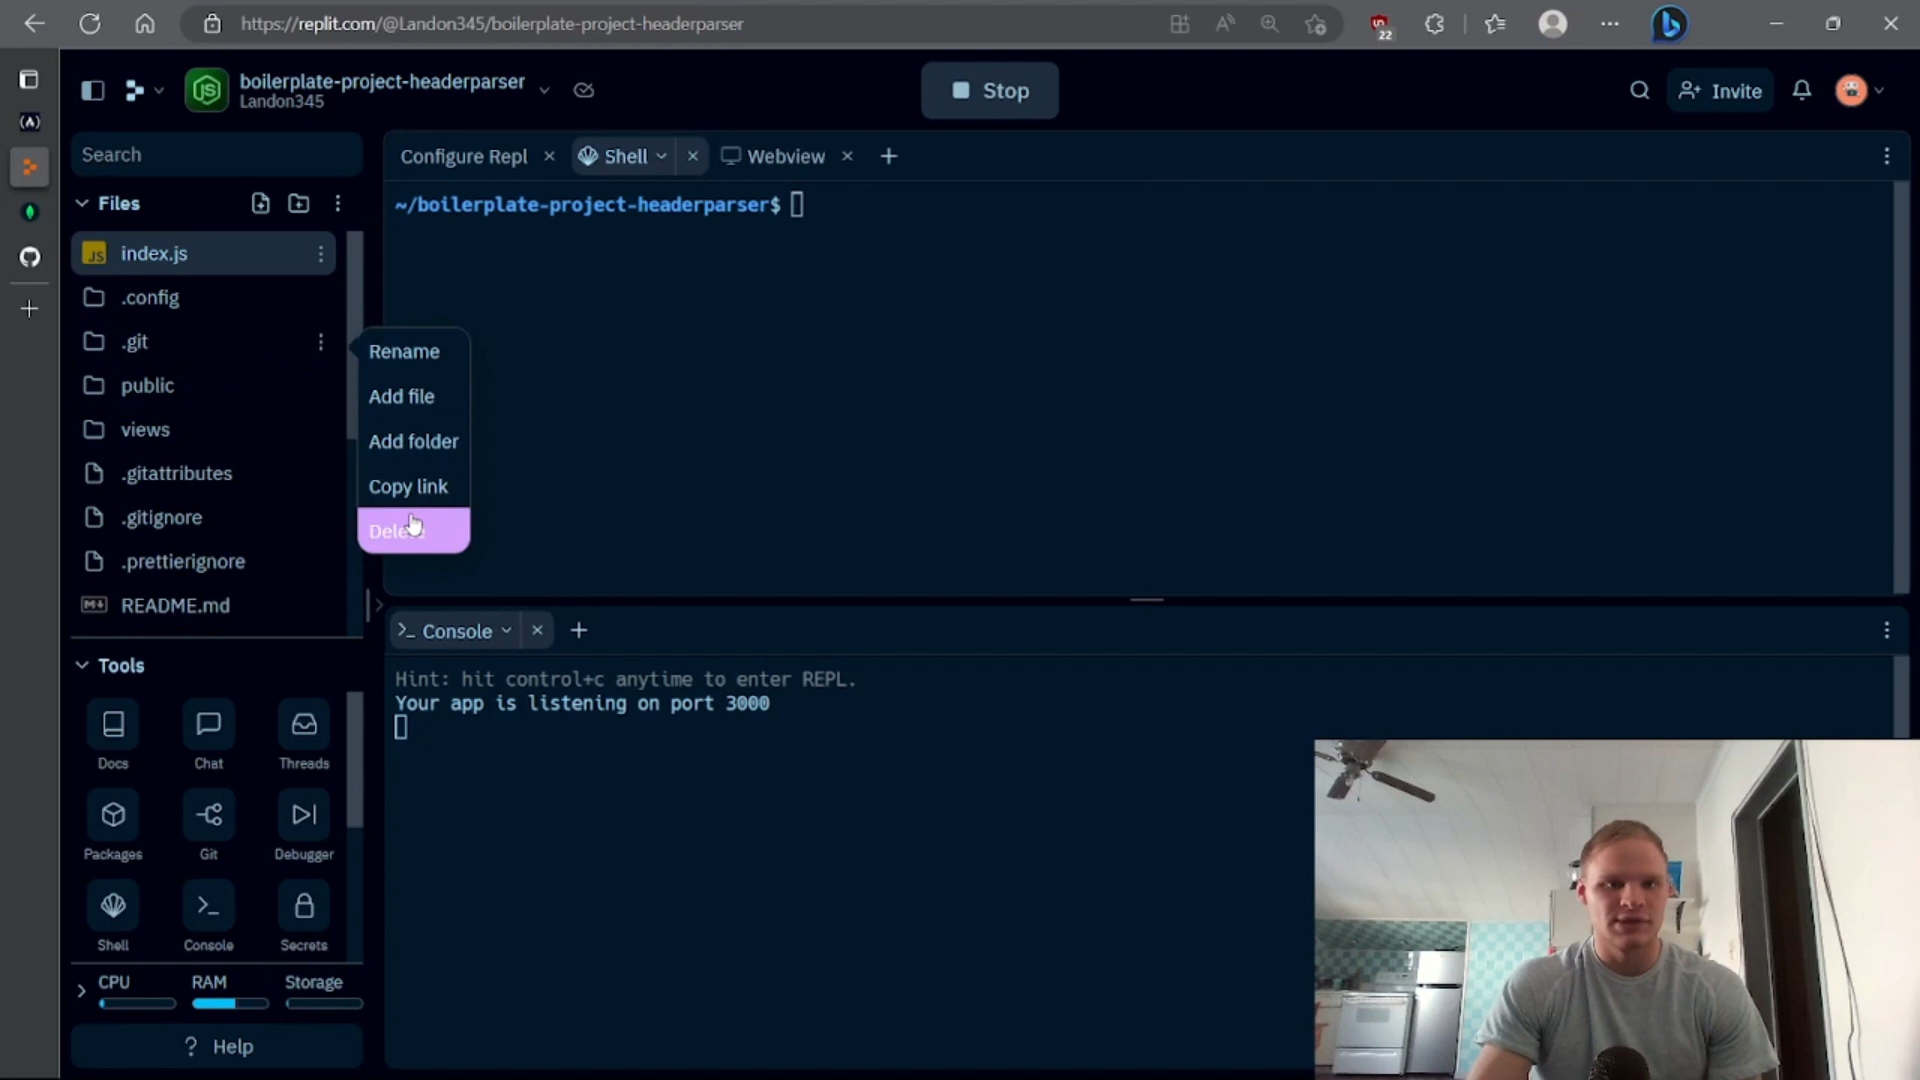 https://replit.com/@Landon345/boilerplate-project-headerparser
22
boilerplate-project-headerparser
Landon345
Stop
Invite
Search
Configure Repl
Shell
Webview
Files
~/boilerplate-project-headerparser$
JS index.js
.config
.git
public
views
.gitattributes
.gitignore
.prettierignore
README.md
Rename
Add file
Add folder
Copy link
Delete
Console
Hint: hit control+c anytime to enter REPL.
Your app is listening on port 3000
Tools
Docs
Chat
Threads
Packages
Git
Debugger
Shell
Console
Secrets
CPU
RAM
Storage
? Help